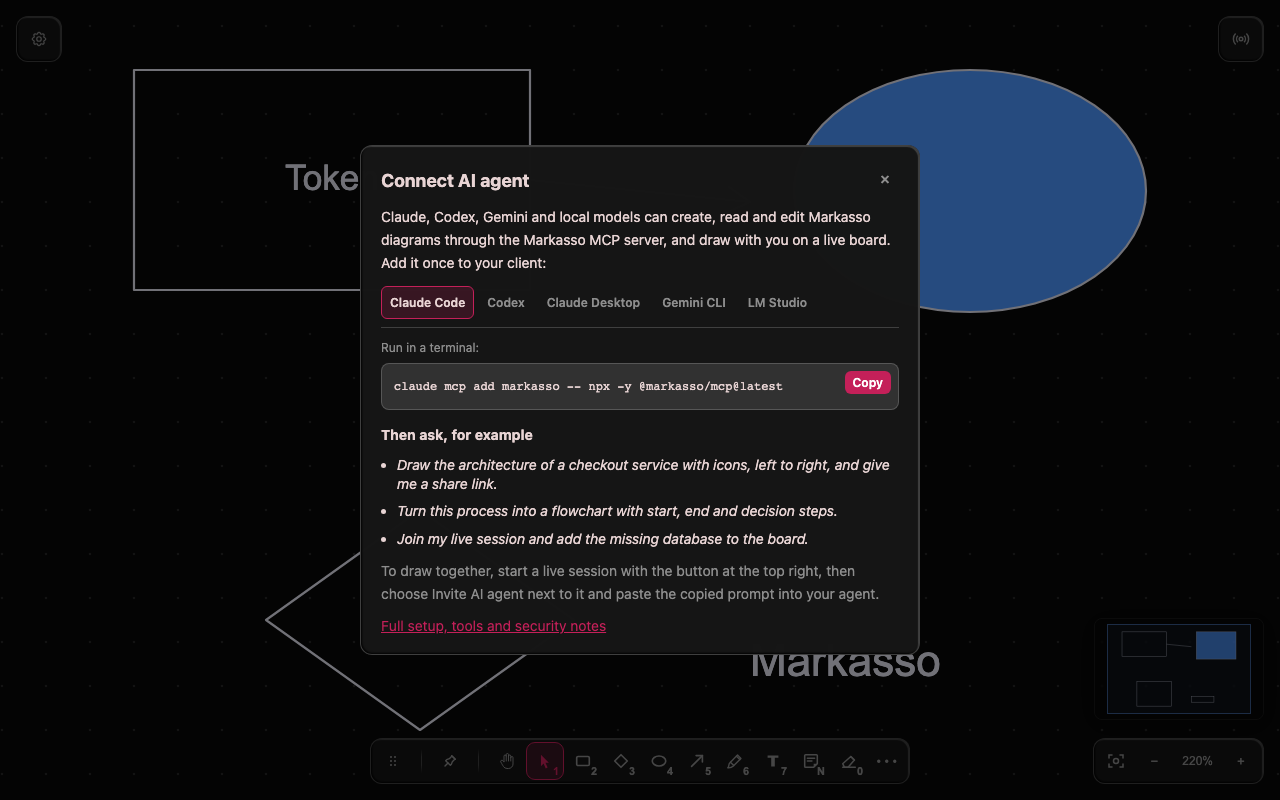 Toke
Connect AI agent
×
Claude, Codex, Gemini and local models can create, read and edit Markasso
diagrams through the Markasso MCP server, and draw with you on a live board.
Add it once to your client:
Claude Code Codex Claude Desktop Gemini CLI LM Studio
Run in a terminal:
claude mcp add markasso -- npx -y @markasso/mcp@latest
Copy
Then ask, for example
• Draw the architecture of a checkout service with icons, left to right, and give
me a share link.
• Turn this process into a flowchart with start, end and decision steps.
• Join my live session and add the missing database to the board.
To draw together, start a live session with the button at the top right, then
choose Invite AI agent next to it and paste the copied prompt into your agent.
Full setup, tools and security notes
Markasso
1 2 3 4 5 6 T 7 N 0
− 220% +